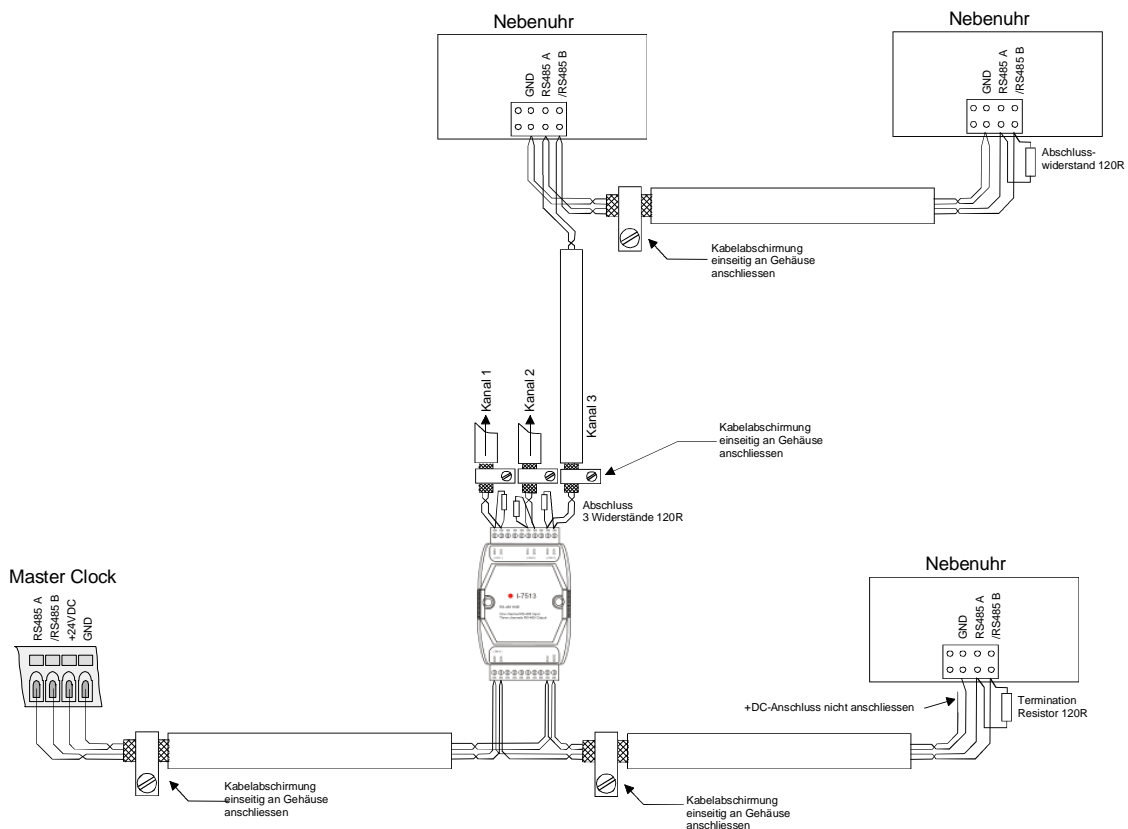 Nebenuhr
GND
RS485 A
/RS485 B
Nebenuhr
GND
RS485 A
/RS485 B
Abschluss-
widerstand 120R
Kabelabschirmung
einseitig an Gehäuse
anschliessen
Kanal 1
Kanal 2
Kanal 3
Kabelabschirmung
einseitig an Gehäuse
anschliessen
Abschluss
3 Widerstände 120R
I-7513
Master Clock
RS485 A
/RS485 B
+24VDC
GND
Nebenuhr
GND
RS485 A
/RS485 B
+DC-Anschluss nicht anschliessen
Termination
Resistor 120R
Kabelabschirmung
einseitig an Gehäuse
anschliessen
Kabelabschirmung
einseitig an Gehäuse
anschliessen